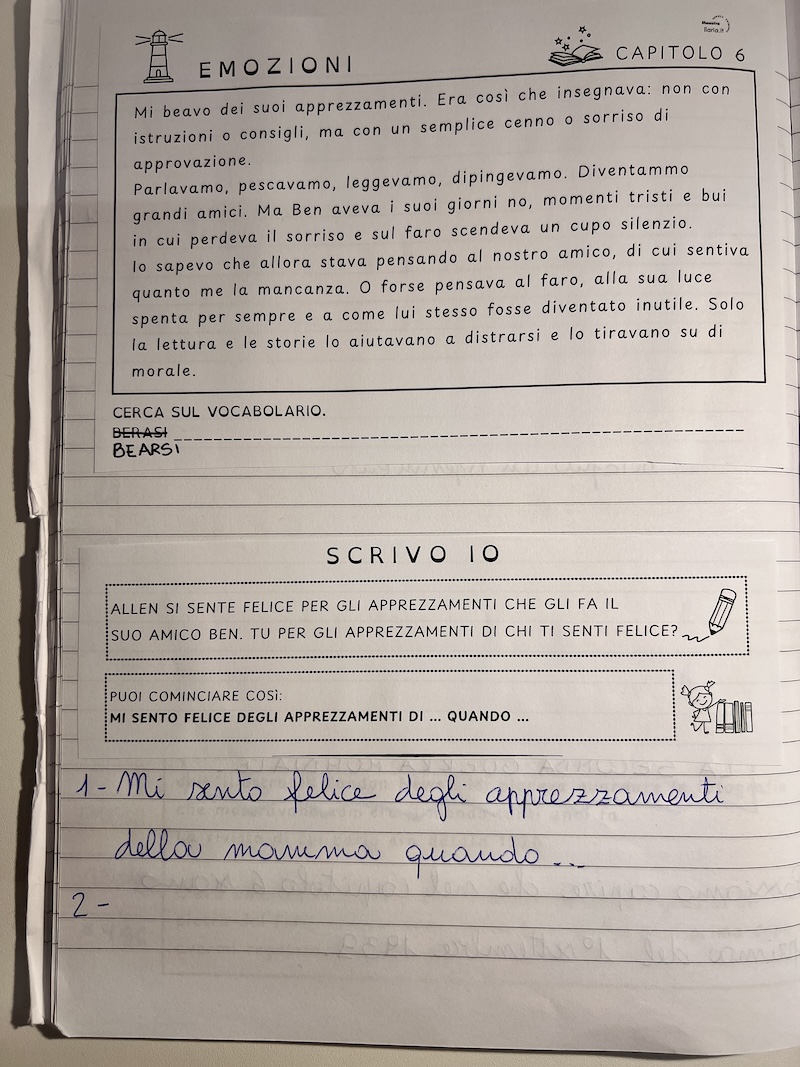 EMOZIONI
CAPITOLO 6
Mi beavo dei suoi apprezzamenti. Era così che insegnava: non con
istruzioni o consigli, ma con un semplice cenno o sorriso di
approvazione.
Parlavamo, pescavamo, leggevamo, dipingevamo. Diventammo
grandi amici. Ma Ben aveva i suoi giorni no, momenti tristi e bui
in cui perdeva il sorriso e sul faro scendeva un cupo silenzio.
Io sapevo che allora stava pensando al nostro amico, di cui sentiva
quanto me la mancanza. O forse pensava al faro, alla sua luce
spenta per sempre e a come lui stesso fosse diventato inutile. Solo
la lettura e le storie lo aiutavano a distrarsi e lo tiravano su di
morale.
CERCA SUL VOCABOLARIO.
BERASI
BEARSI
SCRIVO IO
ALLEN SI SENTE FELICE PER GLI APPREZZAMENTI CHE GLI FA IL
SUO AMICO BEN. TU PER GLI APPREZZAMENTI DI CHI TI SENTI FELICE?
PUOI COMINCIARE COSÌ:
MI SENTO FELICE DEGLI APPREZZAMENTI DI ... QUANDO ...
1- Mi sento felice degli apprezzamenti
della mamma quando ...
2-